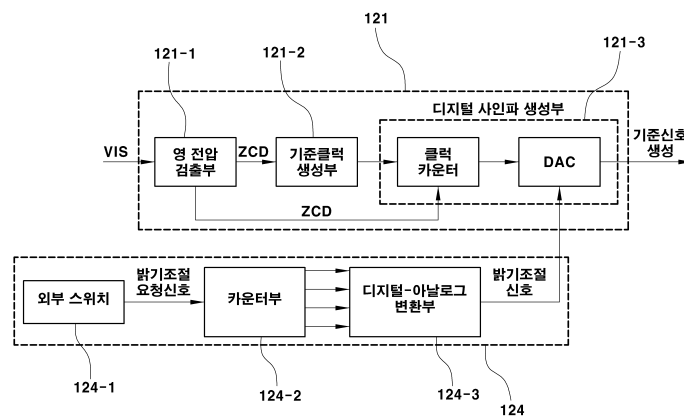 121
121-1
121-2
121-3
디지털 사인파 생성부
기준신호
생성
VIS
영 전압
검출부
ZCD
기준클럭
생성부
클럭
카운터
DAC
ZCD
외부 스위치
밝기조절
요청신호
카운터부
디지털-아날로그
변환부
밝기조절
신호
124-1
124-2
124-3
124